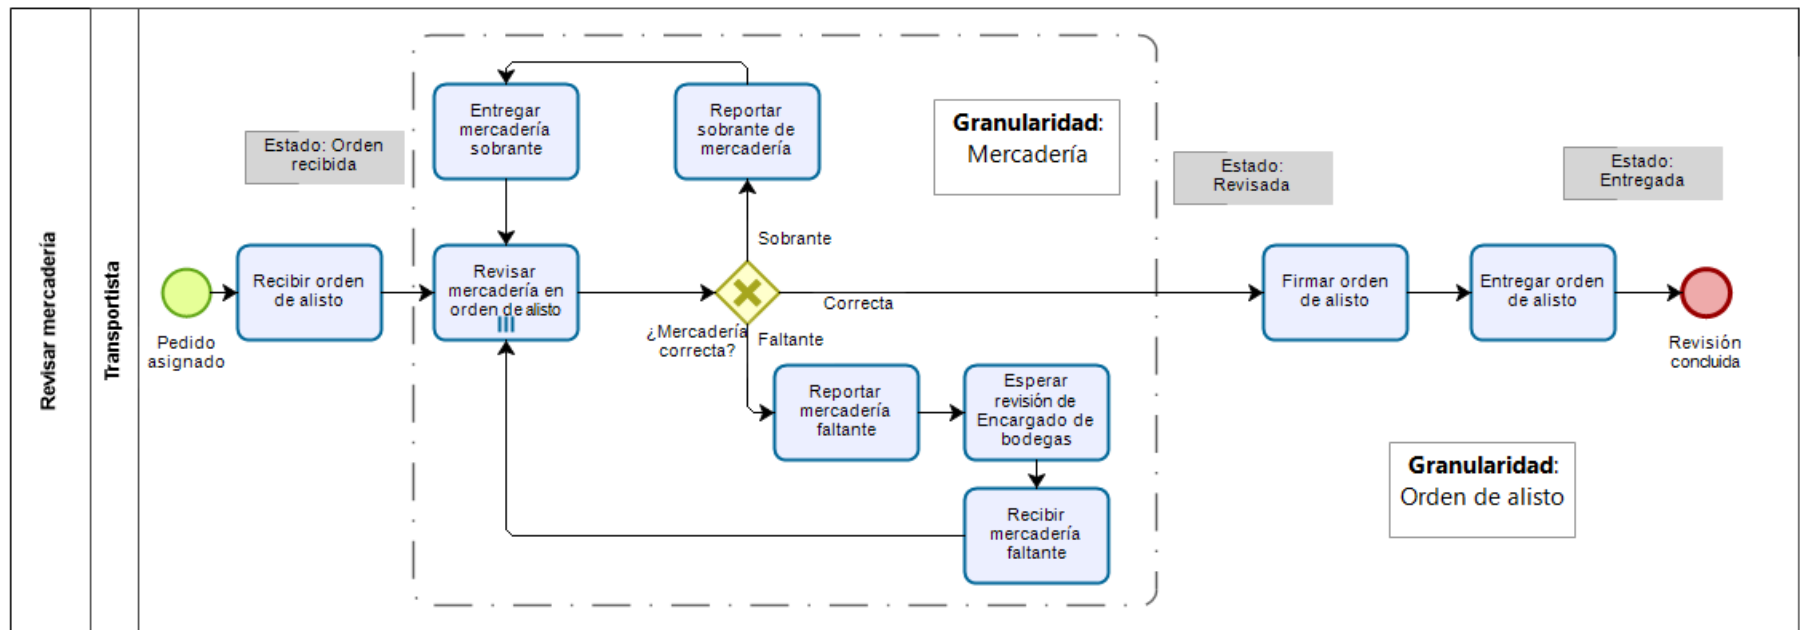 Revisar mercadería
Transportista
Pedido
asignado
Estado: Orden
recibida
Recibir orden
de alisto
Entregar
mercadería
sobrante
Reportar
sobrante de
mercadería
Granularidad:
Mercadería
Revisar
mercadería en
orden de alisto
Sobrante
¿Mercadería
correcta?
Correcta
Faltante
Reportar
mercadería
faltante
Esperar
revisión de
Encargado de
bodegas
Recibir
mercadería
faltante
Estado:
Revisada
Estado:
Entregada
Firmar orden
de alisto
Entregar orden
de alisto
Revisión
concluida
Granularidad:
Orden de alisto